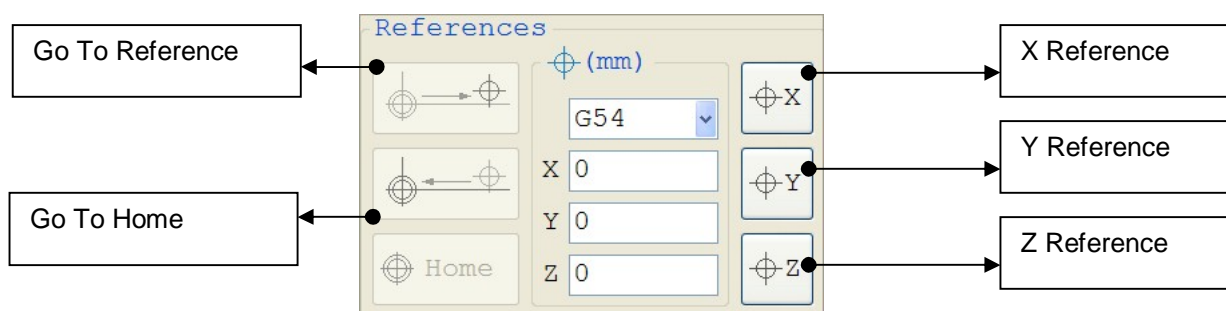 References
Go To Reference
(mm)
X Reference
X
G54
Y Reference
X 0
Y
Go To Home
Y 0
Z Reference
Home
Z 0
Z